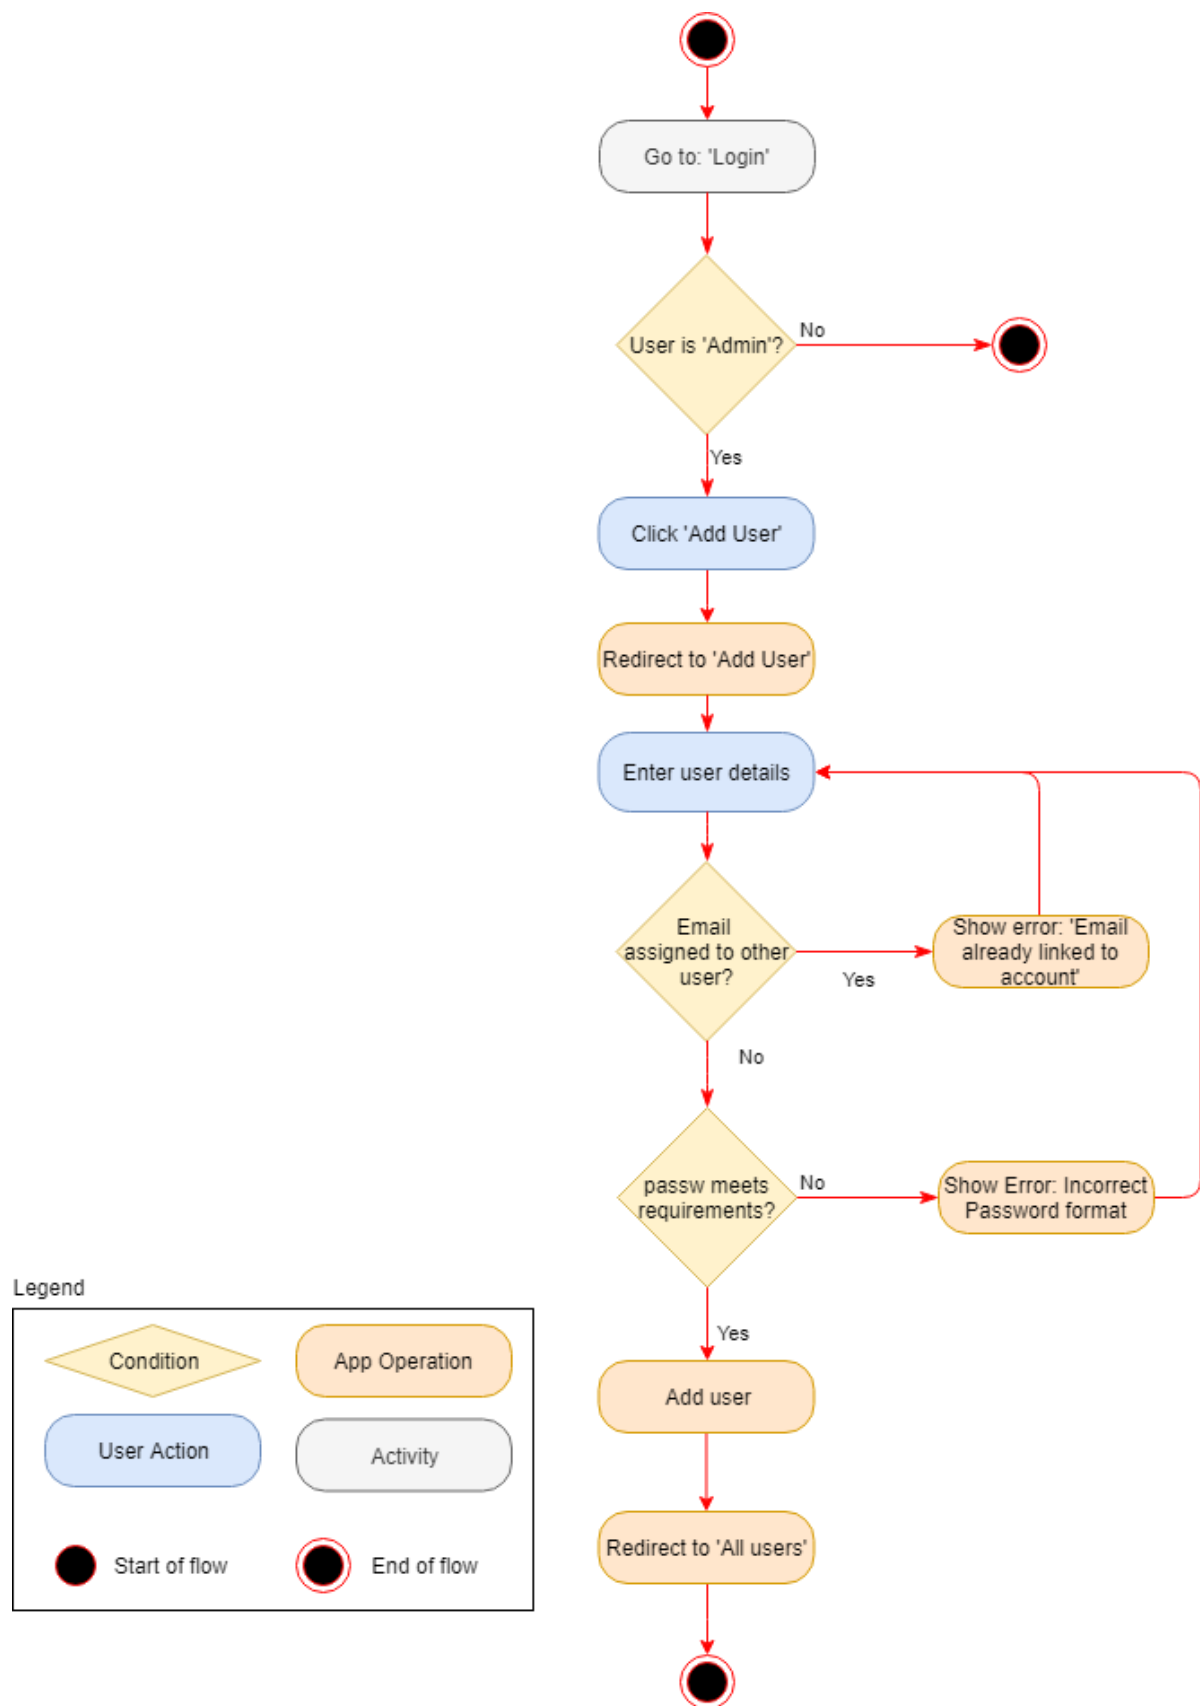 Go to: 'Login'
User is 'Admin'?
No
Yes
Click 'Add User'
Redirect to 'Add User'
Enter user details
Email
assigned to other
user?
Yes
Show error: 'Email
already linked to
account'
No
passw meets
requirements?
No
Show Error: Incorrect
Password format
Yes
Add user
Redirect to 'All users'
Legend
Condition
App Operation
User Action
Activity
Start of flow
End of flow